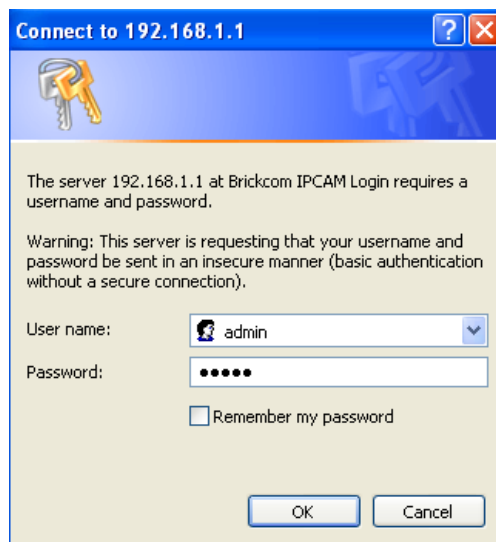 Connect to 192.168.1.1
?
The server 192.168.1.1 at Brickcom IPCAM Login requires a
username and password.
Warning: This server is requesting that your username and
password be sent in an insecure manner (basic authentication
without a secure connection).
User name:
admin
Password:
●●●●●
Remember my password
OK
Cancel